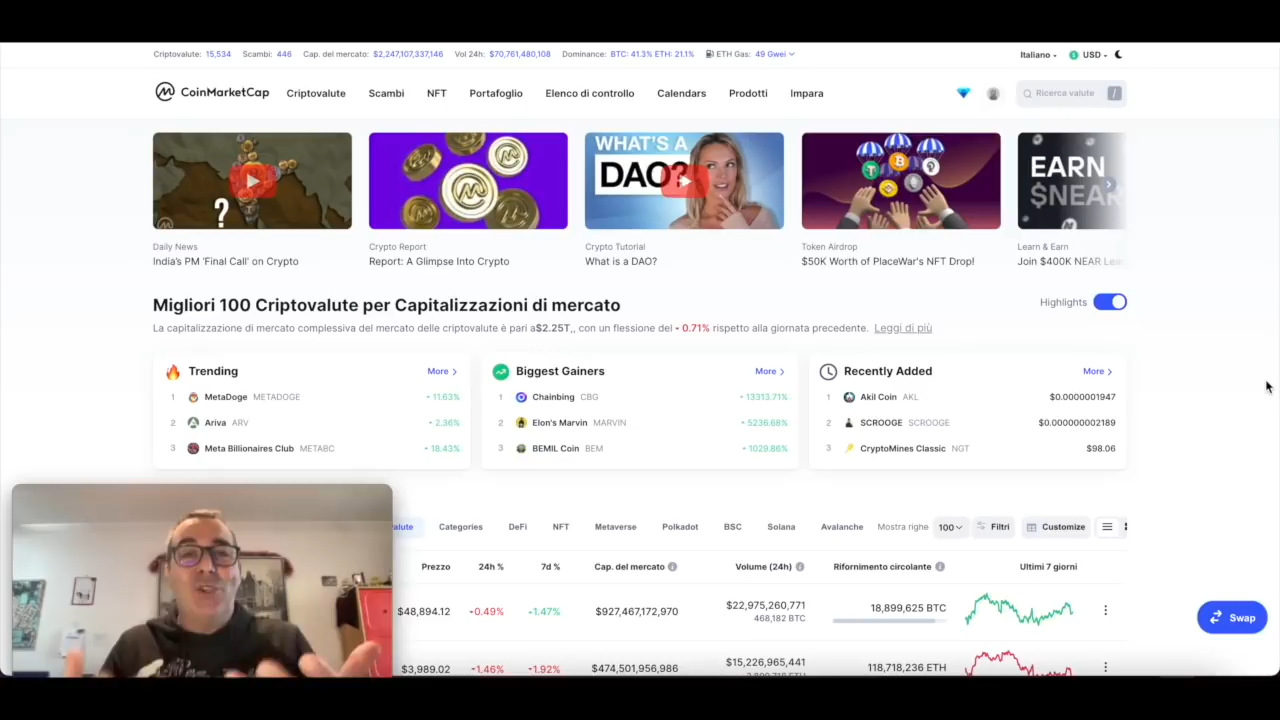 Criptovalute: 15,534 Scambi: 446 Cap. del mercato: $2,247,107,337,146 Vol 24h: $70,761,480,108 Dominance: BTC: 41.3% ETH: 21.1% ETH Gas: 49 Gwei Italiano USD
CoinMarketCap Criptovalute Scambi NFT Portafoglio Elenco di controllo Calendars Prodotti Impara Ricerca valute /
?
WHAT'S A
DAO?
EARN
$NEAR
Daily News Crypto Report Crypto Tutorial Token Airdrop Learn & Earn
India's PM 'Final Call' on Crypto Report: A Glimpse Into Crypto What is a DAO? $50K Worth of PlaceWar's NFT Drop! Join $400K NEAR
Migliori 100 Criptovalute per Capitalizzazioni di mercato Highlights
La capitalizzazione di mercato complessiva del mercato delle criptovalute è pari a$2.25T,, con un flessione del 0.71% rispetto alla giornata precedente. Leggi di più
Trending More Biggest Gainers More Recently Added More
1 MetaDoge METADOGE 11.63% 1 Chainbing CBG 13313.71% 1 Akil Coin AKL $0.0000001947
2 Ariva ARV 2.36% 2 Elon's Marvin MARVIN 5236.68% 2 SCROOGE SCROOGE $0.000000002189
3 Meta Billionaires Club METABC 18.43% 3 BEMIL Coin BEM 1029.86% 3 CryptoMines Classic NGT $98.06
alute Categories DeFi NFT Metaverse Polkadot BSC Solana Avalanche Mostra righe 100 Filtri Customize
Prezzo 24h % 7d % Cap. del mercato Volume (24h) Rifornimento circolante Ultimi 7 giorni
$48,894.12 0.49% 1.47% $927,467,172,970 $22,975,260,771 18,899,625 BTC
468,182 BTC
Swap
$3,989.02 1.46% 1.92% $474,501,956,986 $15,226,965,441 118,718,236 ETH